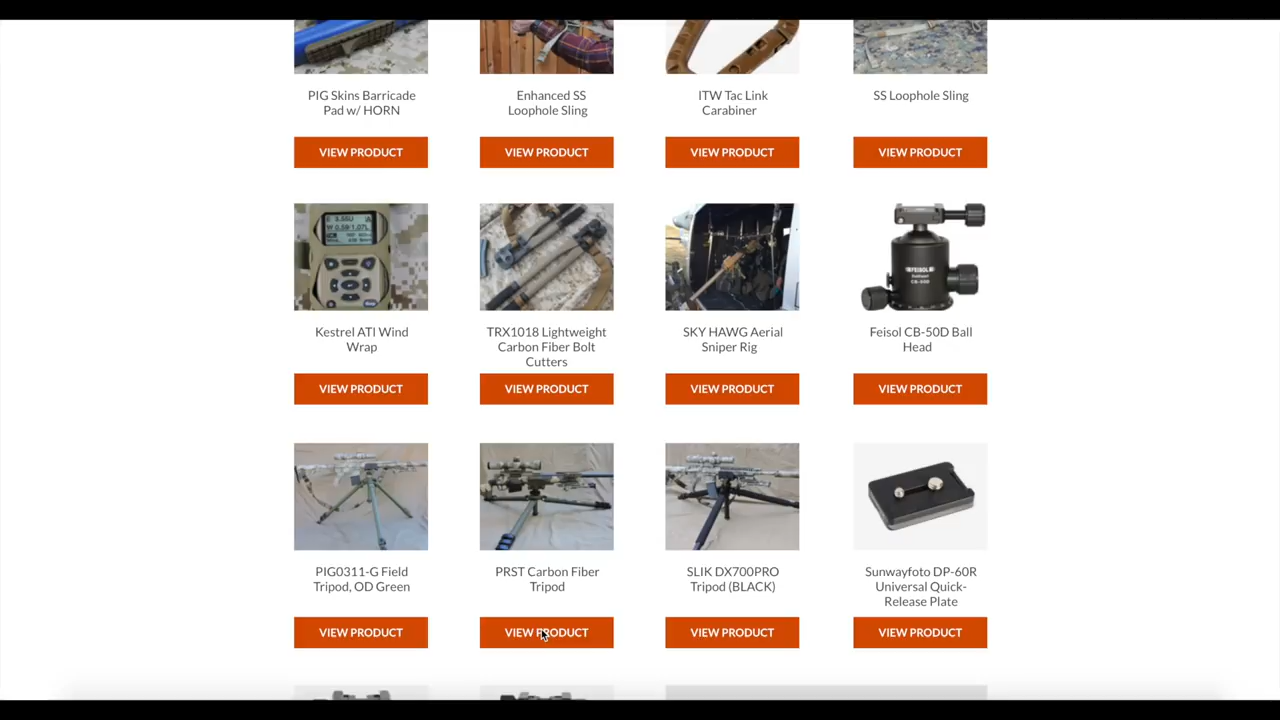 PIG Skins Barricade
Pad w/ HORN
Enhanced SS
Loophole Sling
ITW Tac Link
Carabiner
SS Loophole Sling
VIEW PRODUCT
VIEW PRODUCT
VIEW PRODUCT
VIEW PRODUCT
FEISOL
CB-50D
Kestrel ATI Wind
Wrap
TRX1018 Lightweight
Carbon Fiber Bolt
Cutters
SKY HAWG Aerial
Sniper Rig
Feisol CB-50D Ball
Head
VIEW PRODUCT
VIEW PRODUCT
VIEW PRODUCT
VIEW PRODUCT
PIG0311-G Field
Tripod, OD Green
PRST Carbon Fiber
Tripod
SLIK DX700PRO
Tripod (BLACK)
Sunwayfoto DP-60R
Universal Quick-
Release Plate
VIEW PRODUCT
VIEW PRODUCT
VIEW PRODUCT
VIEW PRODUCT